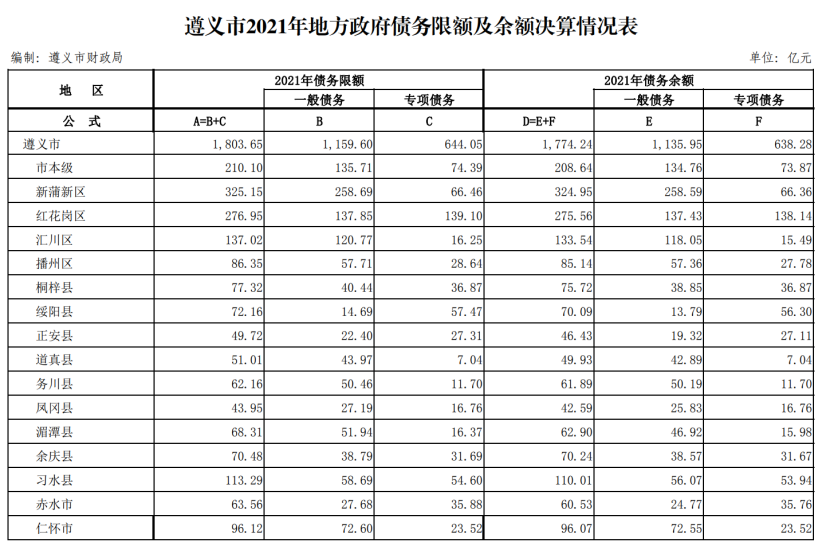 遵义市2021年地方政府债务限额及余额决算情况表
编制：遵义市财政局 单位：亿元
地 区 2021年债务限额 2021年债务余额
一般债务 专项债务 一般债务 专项债务
公 式 A=B+C B C D=E+F E F
遵义市 1,803.65 1,159.60 644.05 1,774.24 1,135.95 638.28
市本级 210.10 135.71 74.39 208.64 134.76 73.87
新蒲新区 325.15 258.69 66.46 324.95 258.59 66.36
红花岗区 276.95 137.85 139.10 275.56 137.43 138.14
汇川区 137.02 120.77 16.25 133.54 118.05 15.49
播州区 86.35 57.71 28.64 85.14 57.36 27.78
桐梓县 77.32 40.44 36.87 75.72 38.85 36.87
绥阳县 72.16 14.69 57.47 70.09 13.79 56.30
正安县 49.72 22.40 27.31 46.43 19.32 27.11
道真县 51.01 43.97 7.04 49.93 42.89 7.04
务川县 62.16 50.46 11.70 61.89 50.19 11.70
凤冈县 43.95 27.19 16.76 42.59 25.83 16.76
湄潭县 68.31 51.94 16.37 62.90 46.92 15.98
余庆县 70.48 38.79 31.69 70.24 38.57 31.67
习水县 113.29 58.69 54.60 110.01 56.07 53.94
赤水市 63.56 27.68 35.88 60.53 24.77 35.76
仁怀市 96.12 72.60 23.52 96.07 72.55 23.52